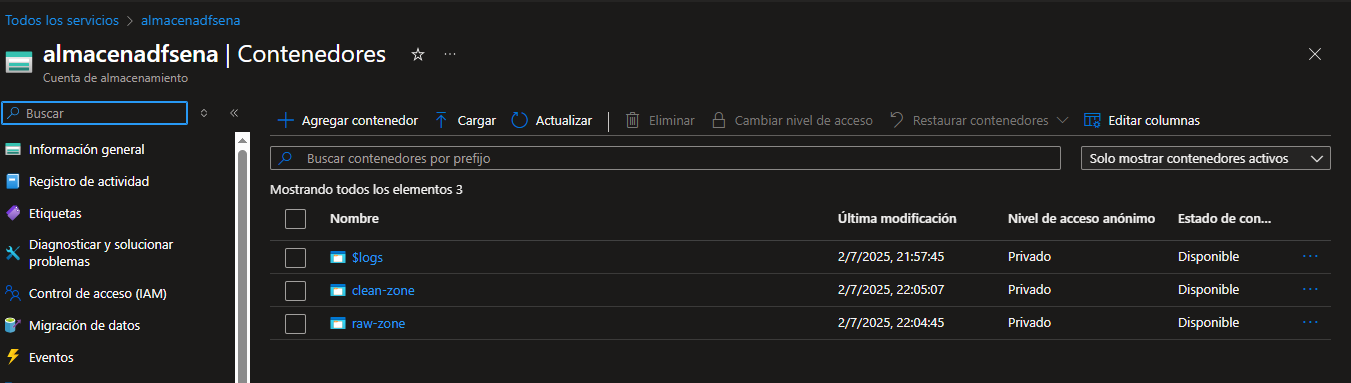 Todos los servicios > almacenadfsena
almacenadfsena | Contenedores
Cuenta de almacenamiento
Buscar
Información general
Registro de actividad
Etiquetas
Diagnosticar y solucionar
problemas
Control de acceso (IAM)
Migración de datos
Eventos
Agregar contenedor Cargar Actualizar Eliminar Cambiar nivel de acceso Restaurar contenedores Editar columnas
Buscar contenedores por prefijo Solo mostrar contenedores activos
Mostrando todos los elementos 3
Nombre Última modificación Nivel de acceso anónimo Estado de con...
$logs 2/7/2025, 21:57:45 Privado Disponible ...
clean-zone 2/7/2025, 22:05:07 Privado Disponible ...
raw-zone 2/7/2025, 22:04:45 Privado Disponible ...